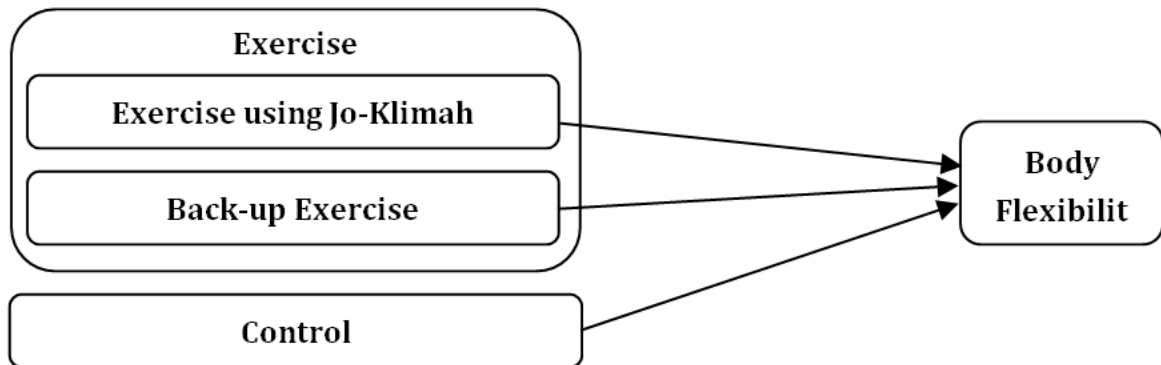 Exercise
Exercise using Jo-Klimah
Back-up Exercise
Control
Body
Flexibilit